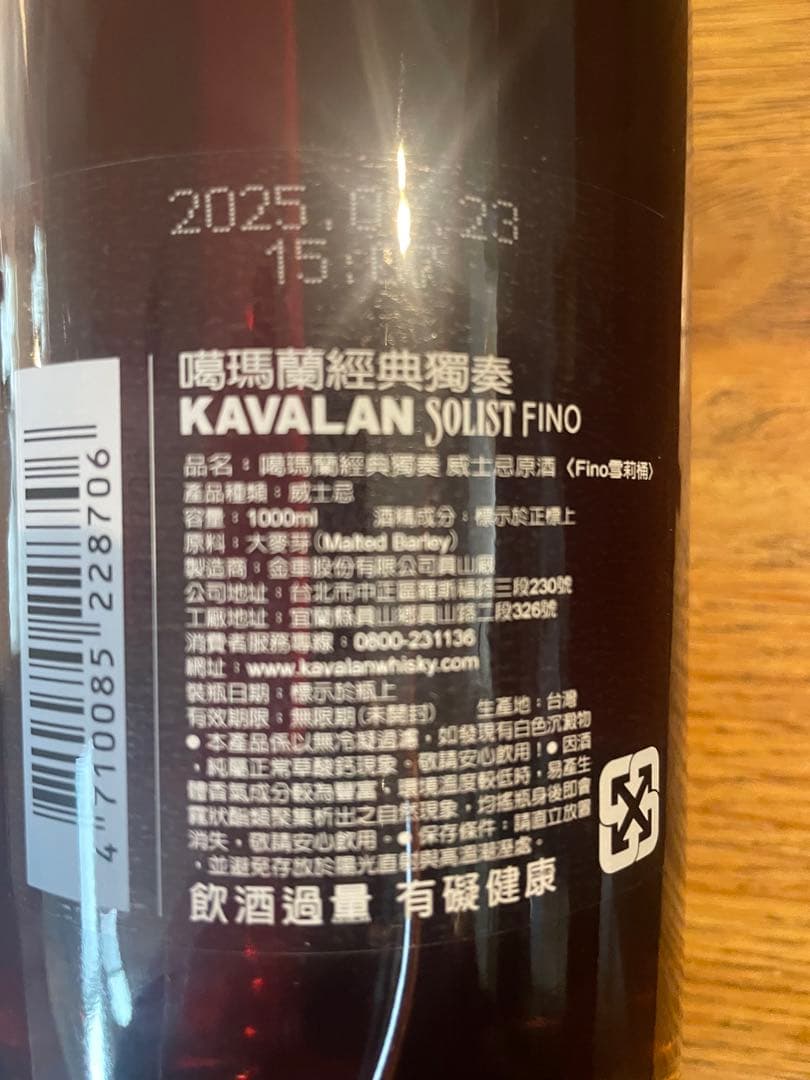 2025.0 .23
15:
噶瑪蘭經典獨奏
KAVALAN SOLIST FINO
品名：噶瑪蘭經典獨奏 威士忌原酒〈Fino雪莉桶〉
產品種類：威士忌
容量：1000ml 酒精成分：標示於正標上
原料：大麥芽(Malted Barley)
製造商：金車股份有限公司員山廠
公司地址：台北市中正區羅斯福路三段230號
工廠地址：宜蘭縣員山鄉員山路二段326號
消費者服務專線：0800-231136
網址：www.kavalanwhisky.com
裝瓶日期：標示於瓶上
有效期限：無限期(未開封) 生產地：台灣
●本產品係以無冷凝過濾，如發現有白色沉澱物
，純屬正常草酸鈣現象，敬請安心飲用！●因酒
體香氣成分較為豐富，環境溫度較低時，易產生
霧狀酯類聚集析出之自然現象，均搖瓶身後即會
消失，敬請安心飲用。●保存條件：請直立放置
，並避免存放於陽光直射與高溫潮溼處。
飲酒過量 有礙健康
4 710085 228706